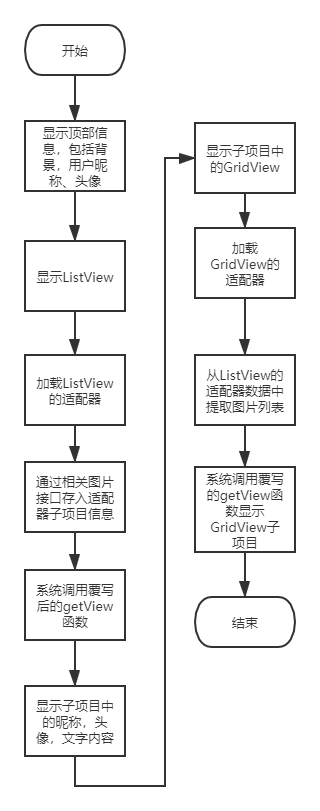 开始
显示顶部信
息，包括背
景，用户昵
称、头像
显示ListView
加载ListView
的适配器
通过相关图片
接口存入适配
器子项目信息
系统调用覆写
后的getView
函数
显示子项目中
的昵称，头
像，文字内容
显示子项目中
的GridView
加载
GridView的
适配器
从ListView的
适配器数据中
提取图片列表
系统调用覆写
的getView函
数显示
GridView子
项目
结束